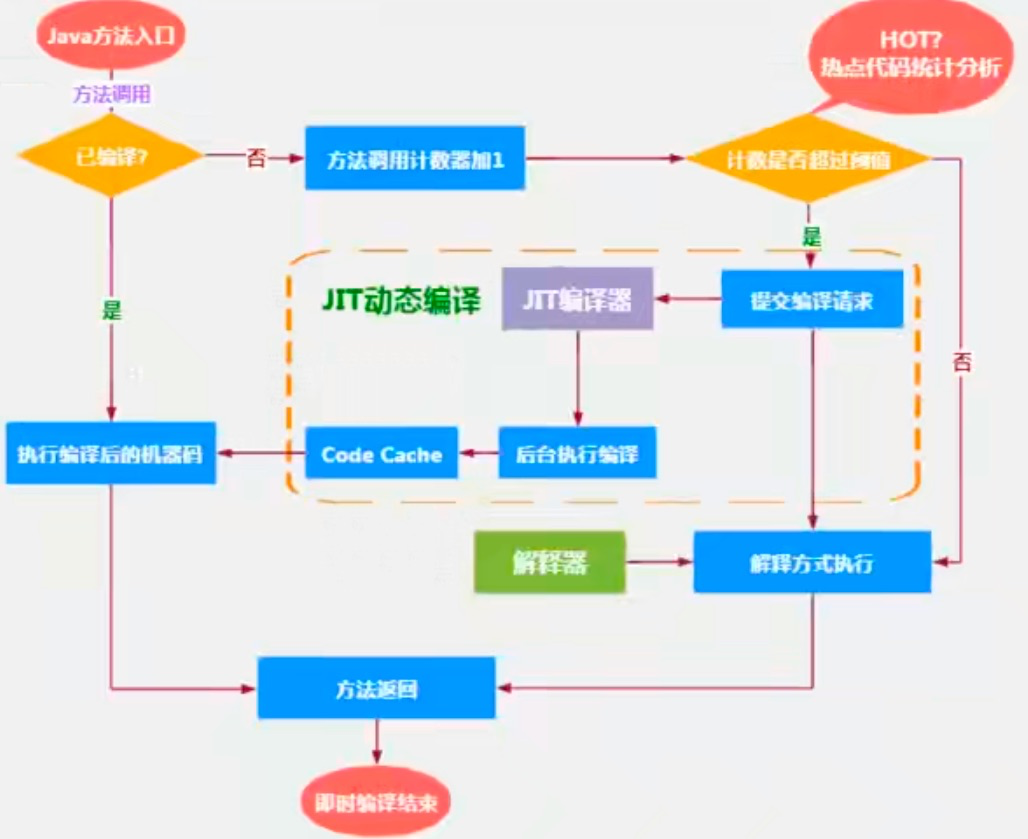 Java方法入口
HOT?
热点代码统计分析
方法调用
已编译?
否
方法调用计数器加1
计数是否超过阈值
是
JIT动态编译
JIT编译器
提交编译请求
是
否
执行编译后的机器码
Code Cache
后台执行编译
解释器
解释方式执行
方法返回
即时编译结束